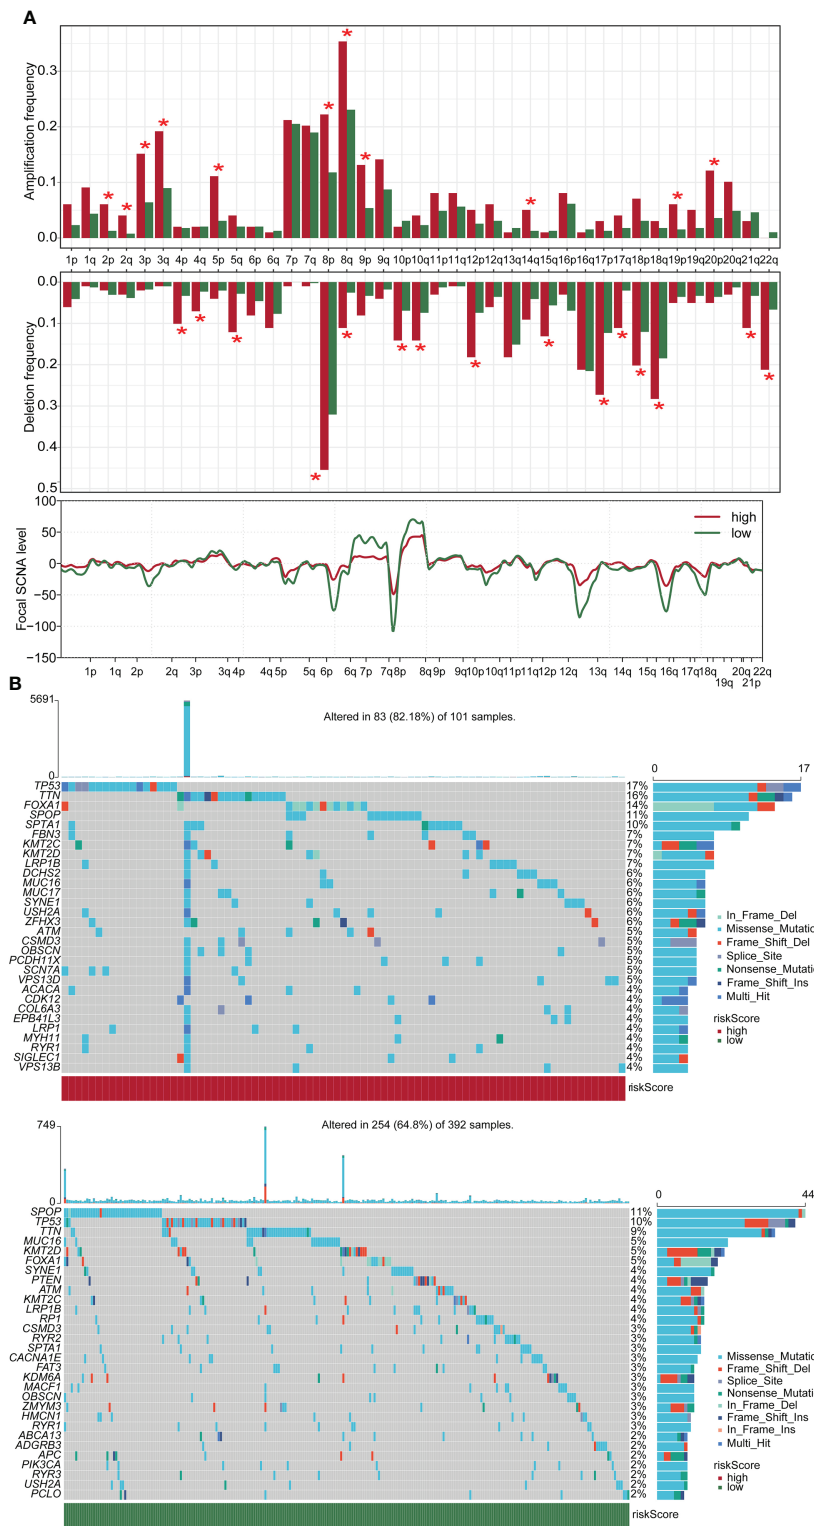 A
Amplification frequency
0.3
0.2
0.1
0.0
1p 1q 2p 2q 3p 3q 4p 4q 5p 5q 6p 6q 7p 7q 8p 8q 9p 9q 10p 10q 11p 11q 12p 12q 13q 14q 15q 16p 16q 17p 17q 18p 18q 19p 19q 20p 20q 21q 22q
Deletion frequency
0.0
0.1
0.2
0.3
0.4
0.5
Focal SCNA level
100
50
0
−50
−100
−150
high
low
1p 1q 2p 2q 3p 3q 4p 4q 5p 5q 6p 6q 7p 7q 8p 8q 9p 9q 10p 10q 11p 11q 12p 12q 13q 14q 15q 16q 17q 18q 20q 22q
19q 21p
B
5691
0
Altered in 83 (82.18%) of 101 samples.
0 17
TP53 17%
TTN 16%
FOXA1 14%
SPOP 11%
SPTA1 10%
FBN3 7%
KMT2C 7%
KMT2D 7%
LRP1B 7%
DCHS2 6%
MUC16 6%
MUC17 6%
SYNE1 6%
USH2A 6%
ZFHX3 6%
ATM 5%
CSMD3 5%
OBSCN 5%
PCDH11X 5%
SCN7A 5%
VPS13D 5%
ACACA 4%
CDK12 4%
COL6A3 4%
EPB41L3 4%
LRP1 4%
MYH11 4%
RYR1 4%
SIGLEC1 4%
VPS13B 4%
riskScore
In_Frame_Del
Missense_Mutatio
Frame_Shift_Del
Splice_Site
Nonsense_Mutati
Frame_Shift_Ins
Multi_Hit
riskScore
high
low
749
0
Altered in 254 (64.8%) of 392 samples.
0 44
SPOP 11%
TP53 10%
TTN 9%
MUC16 5%
KMT2D 5%
FOXA1 5%
SYNE1 4%
PTEN 4%
ATM 4%
KMT2C 4%
LRP1B 4%
RP1 4%
CSMD3 3%
RYR2 3%
SPTA1 3%
CACNA1E 3%
FAT3 3%
KDM6A 3%
MACF1 3%
OBSCN 3%
ZMYM3 3%
HMCN1 3%
RYR1 3%
ABCA13 2%
ADGRB3 2%
APC 2%
PIK3CA 2%
RYR3 2%
USH2A 2%
PCLO 2%
riskScore
Missense_Mutatio
Frame_Shift_Del
Splice_Site
Nonsense_Mutati
In_Frame_Del
Frame_Shift_Ins
In_Frame_Ins
Multi_Hit
riskScore
high
low